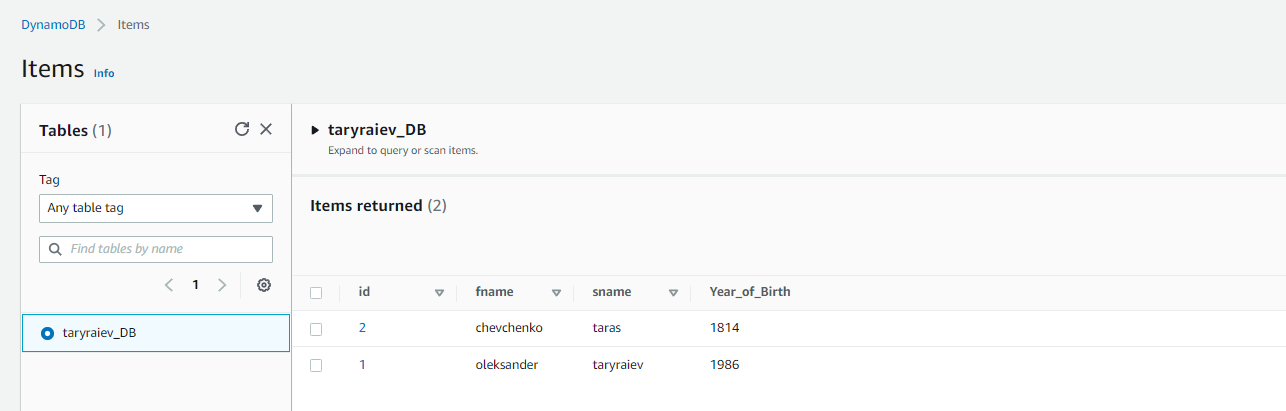 DynamoDB > Items
Items Info
Tables (1)
Tag
Any table tag
Find tables by name
1
taryraiev_DB
taryraiev_DB
Expand to query or scan items.
Items returned (2)
id fname sname Year_of_Birth
2 chevchenko taras 1814
1 oleksander taryraiev 1986